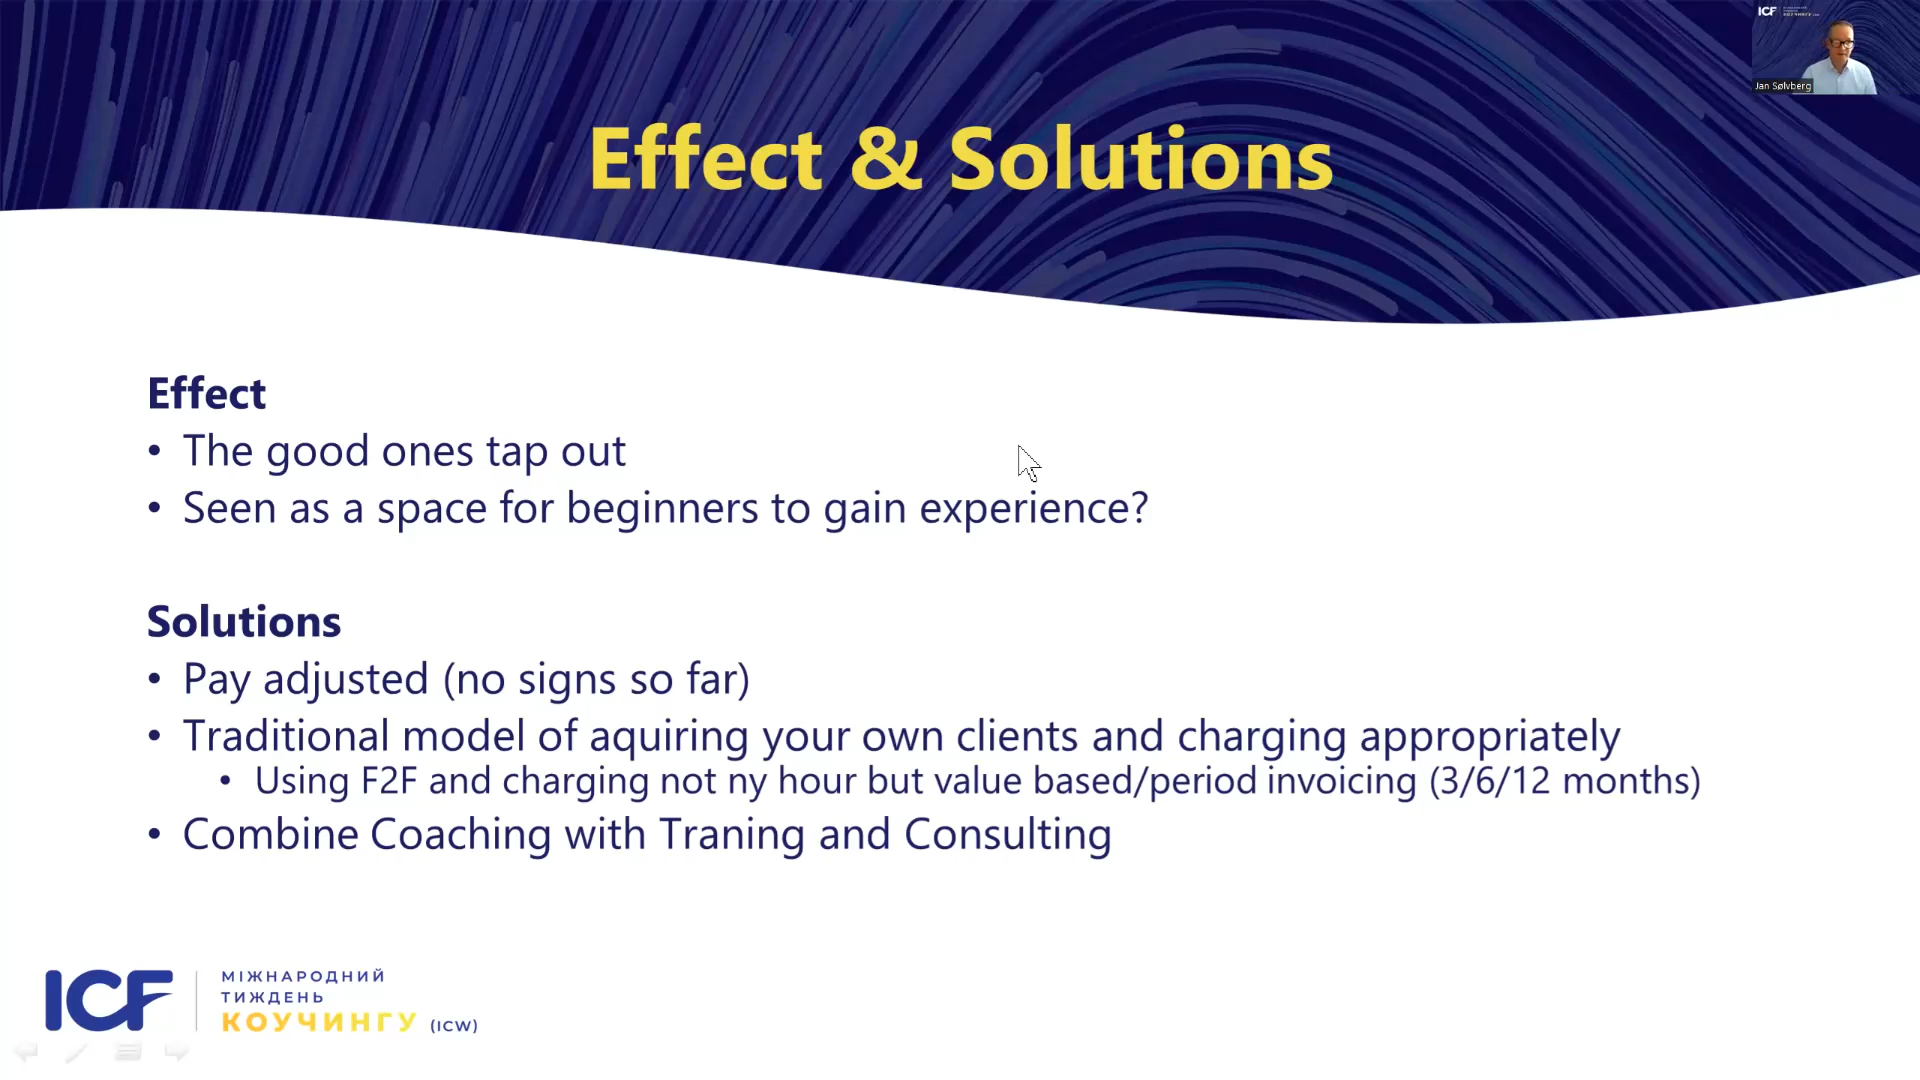 ICF
Jan Sølvberg
Effect & Solutions
Effect
• The good ones tap out
• Seen as a space for beginners to gain experience?
Solutions
• Pay adjusted (no signs so far)
• Traditional model of aquiring your own clients and charging appropriately
• Using F2F and charging not ny hour but value based/period invoicing (3/6/12 months)
• Combine Coaching with Traning and Consulting
ICF
МІЖНАРОДНИЙ
ТИЖДЕНЬ
КОУЧИНГУ (ICW)